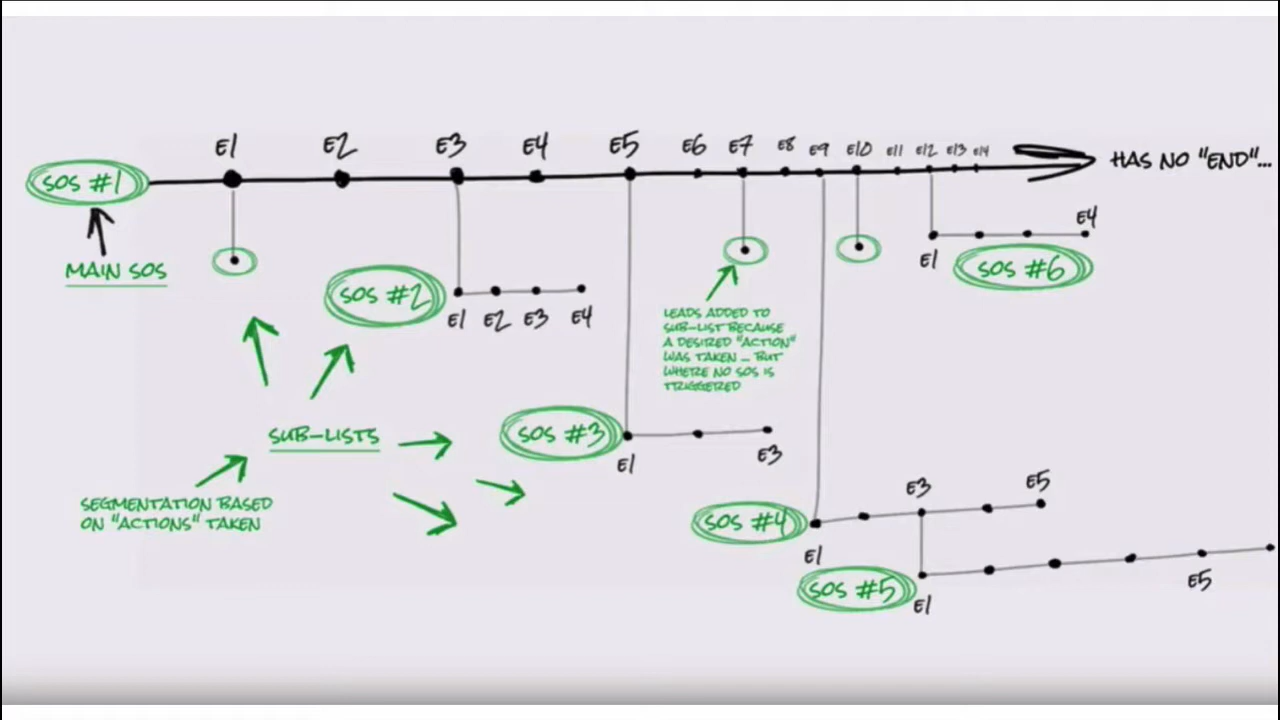 E1 E2 E3 E4 E5 E6 E7 E8 E9 E10 E11 E12 E13 E14
HAS NO "END"...
SOS #1
MAIN SOS
E4
E1
SOS #6
SOS #2
E1 E2 E3 E4
LEADS ADDED TO
SUB-LIST BECAUSE
A DESIRED "ACTION"
WAS TAKEN ... BUT
WHERE NO SOS IS
TRIGGERED
SUB-LISTS
SOS #3
E1 E3
SEGMENTATION BASED
ON "ACTIONS" TAKEN
SOS #4
E3 E5
E1
SOS #5
E1 E5